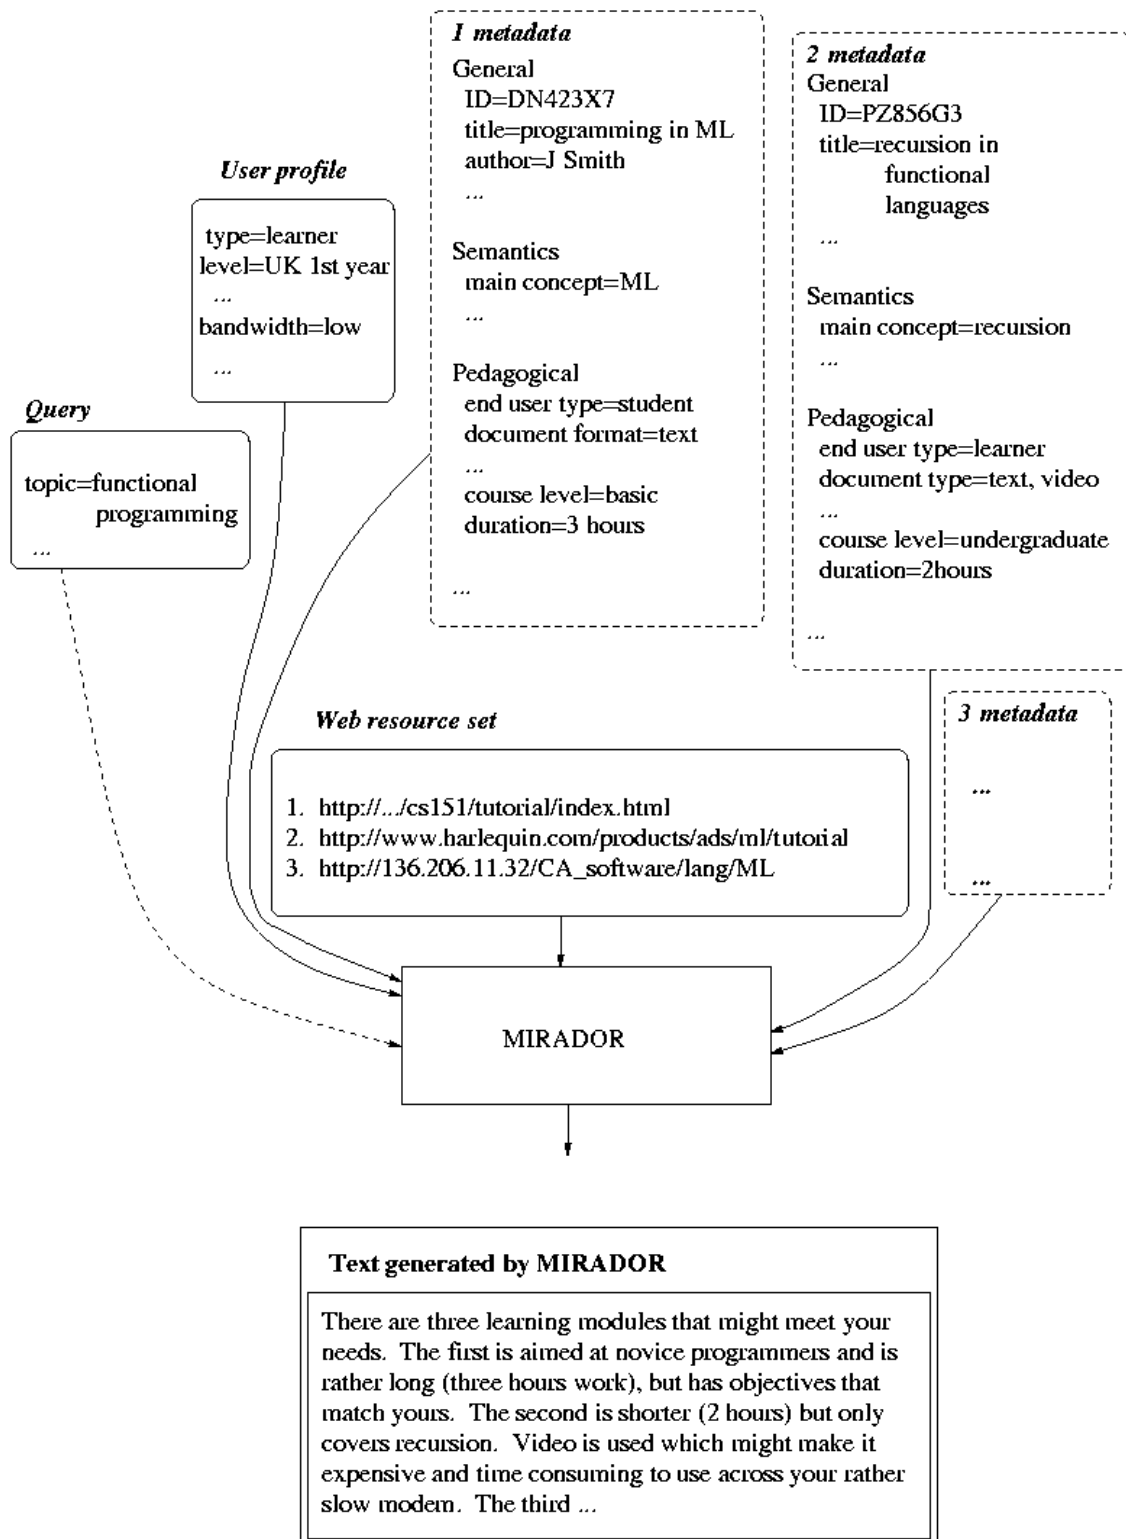 1 metadata
General
ID=DN423X7
title=programming in ML
author=J Smith
...
Semantics
main concept=ML
...
Pedagogical
end user type=student
document format=text
...
course level=basic
duration=3 hours
...
2 metadata
General
ID=PZ856G3
title=recursion in
functional
languages
...
Semantics
main concept=recursion
...
Pedagogical
end user type=learner
document type=text, video
...
course level=undergraduate
duration=2hours
...
User profile
type=learner
level=UK 1st year
...
bandwidth=low
...
Query
topic=functional
programming
...
3 metadata
...
...
Web resource set
1. http://.../cs151/tutorial/index.html
2. http://www.harlequin.com/products/ads/ml/tutorial
3. http://136.206.11.32/CA_software/lang/ML
MIRADOR
Text generated by MIRADOR
There are three learning modules that might meet your
needs. The first is aimed at novice programmers and is
rather long (three hours work), but has objectives that
match yours. The second is shorter (2 hours) but only
covers recursion. Video is used which might make it
expensive and time consuming to use across your rather
slow modem. The third ...